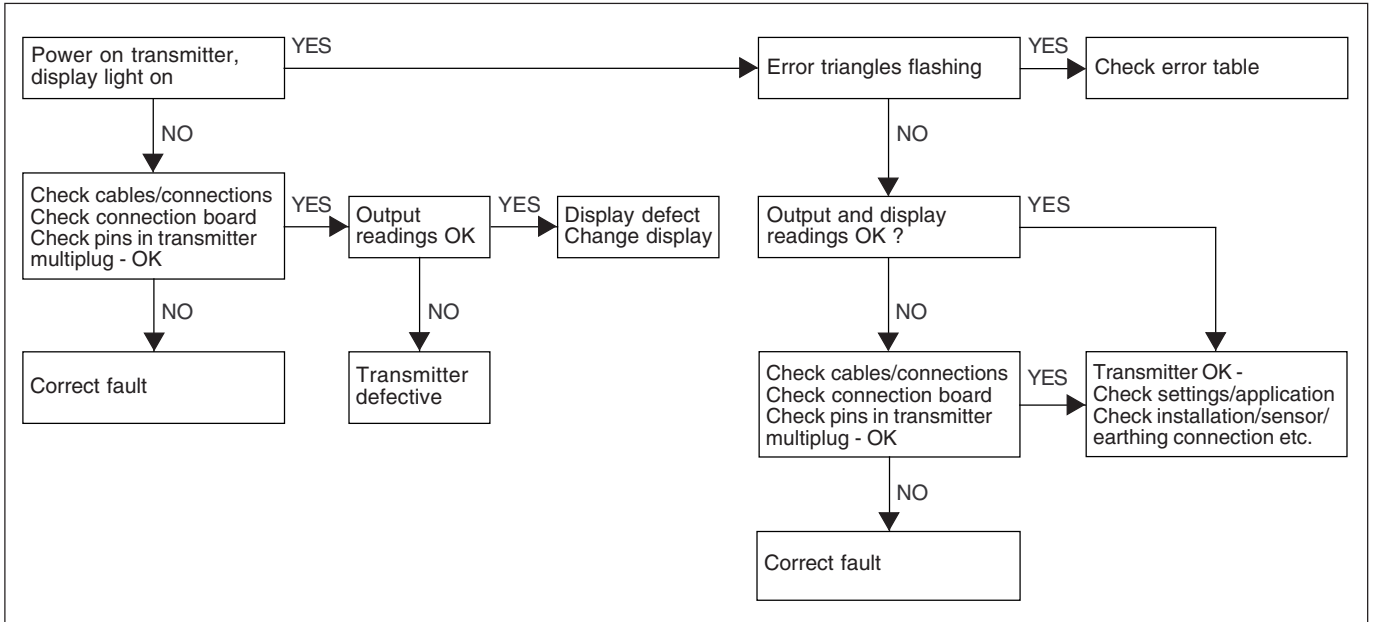 Power on transmitter,
display light on
YES
Error triangles flashing
YES
Check error table
NO
NO
Check cables/connections
Check connection board
Check pins in transmitter
multiplug - OK
YES
Output
readings OK
YES
Display defect
Change display
Output and display
readings OK ?
YES
NO
NO
NO
Correct fault
Transmitter
defective
Check cables/connections
Check connection board
Check pins in transmitter
multiplug - OK
YES
Transmitter OK -
Check settings/application
Check installation/sensor/
earthing connection etc.
NO
Correct fault